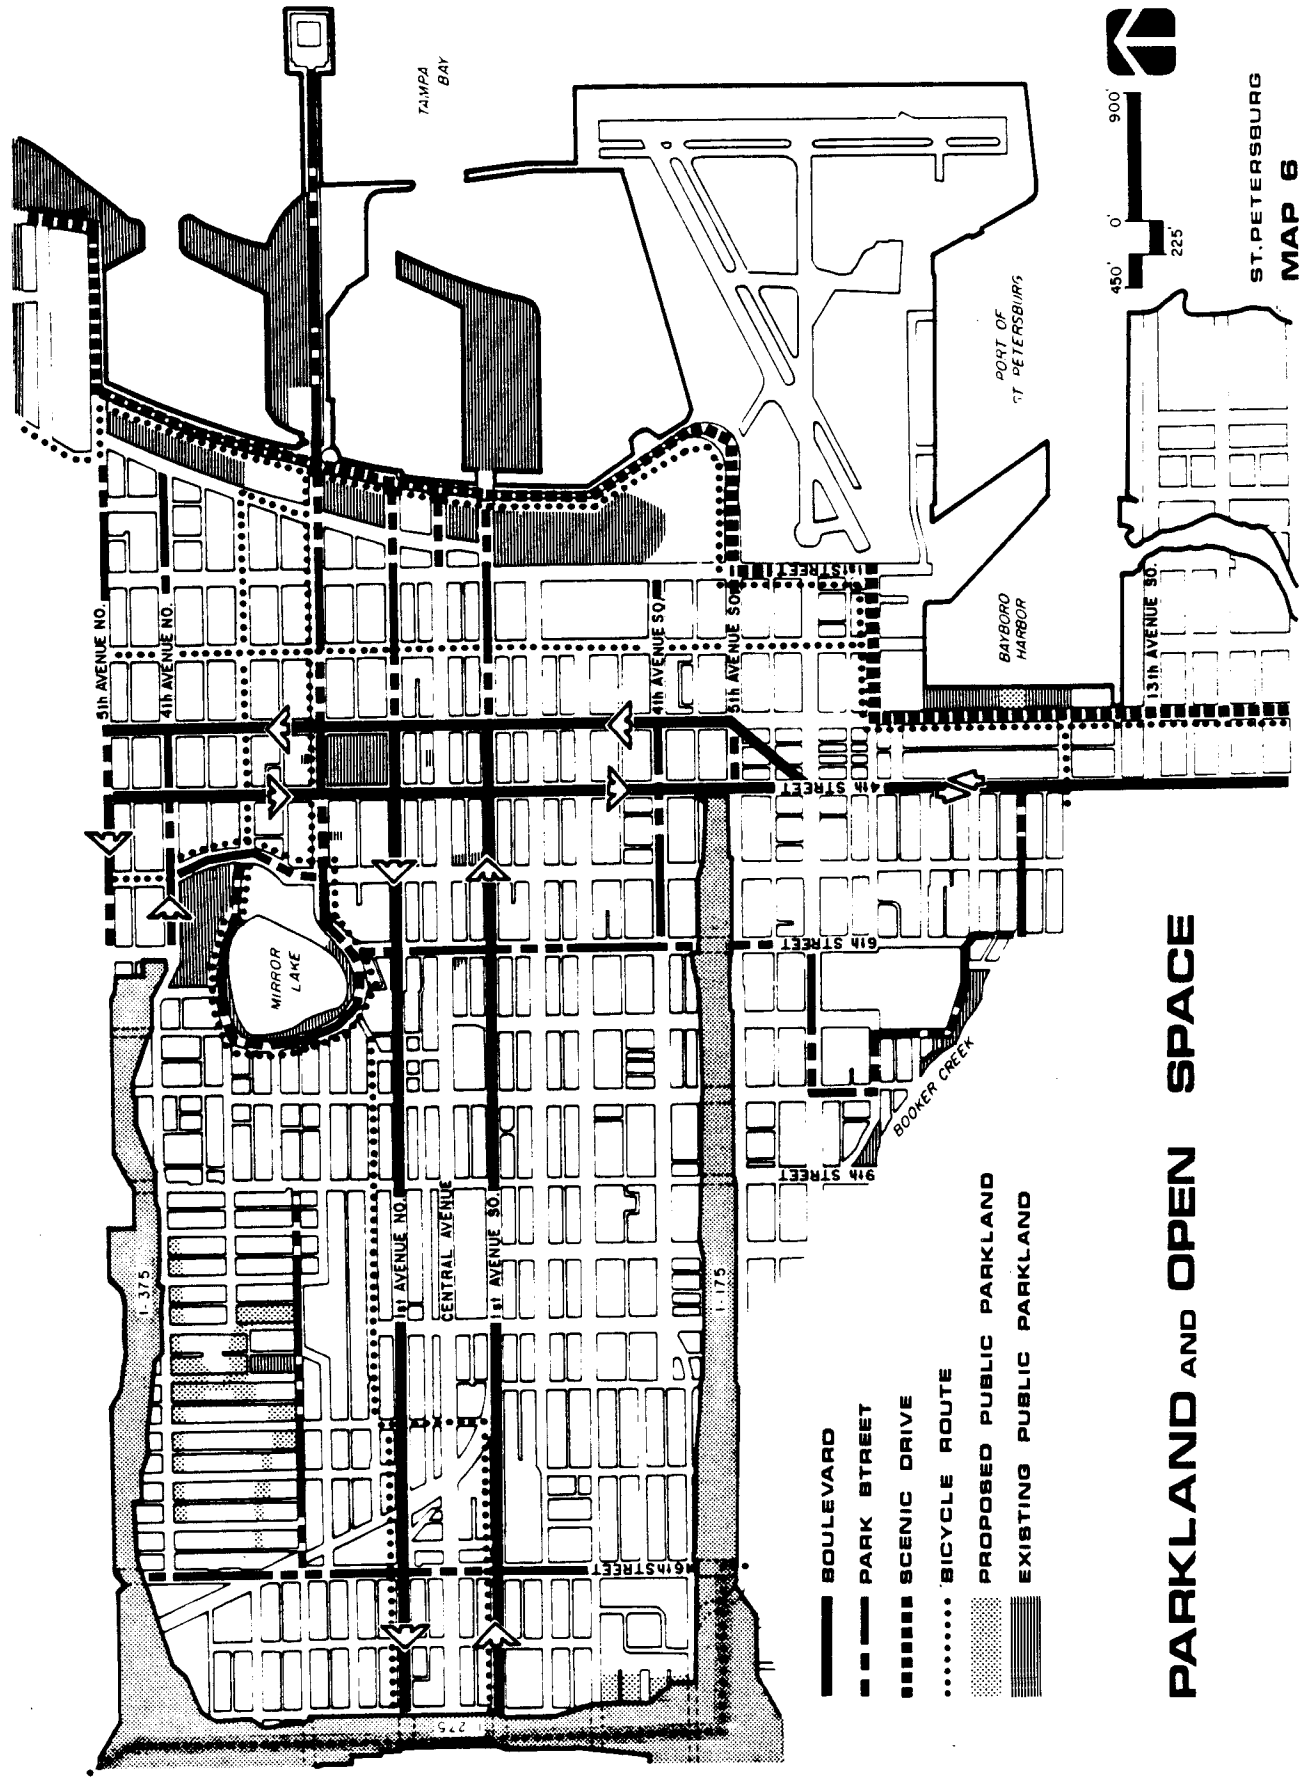 TAMPA
BAY
5th AVENUE NO.
4th AVENUE NO.
4th AVENUE SO.
5th AVENUE SO.
1st STREET
PORT OF
ST PETERSBURG
BAYBORO
HARBOR
13th AVENUE SO.
4th STREET
MIRROR
LAKE
6th STREET
BOOKER CREEK
9th STREET
1st AVENUE NO.
CENTRAL AVENUE
1st AVENUE SO.
I-375
I-175
16th STREET
275
BOULEVARD
PARK STREET
SCENIC DRIVE
BICYCLE ROUTE
PROPOSED PUBLIC PARKLAND
EXISTING PUBLIC PARKLAND
PARKLAND AND OPEN SPACE
450' 0' 900'
225'
ST. PETERSBURG
MAP 6